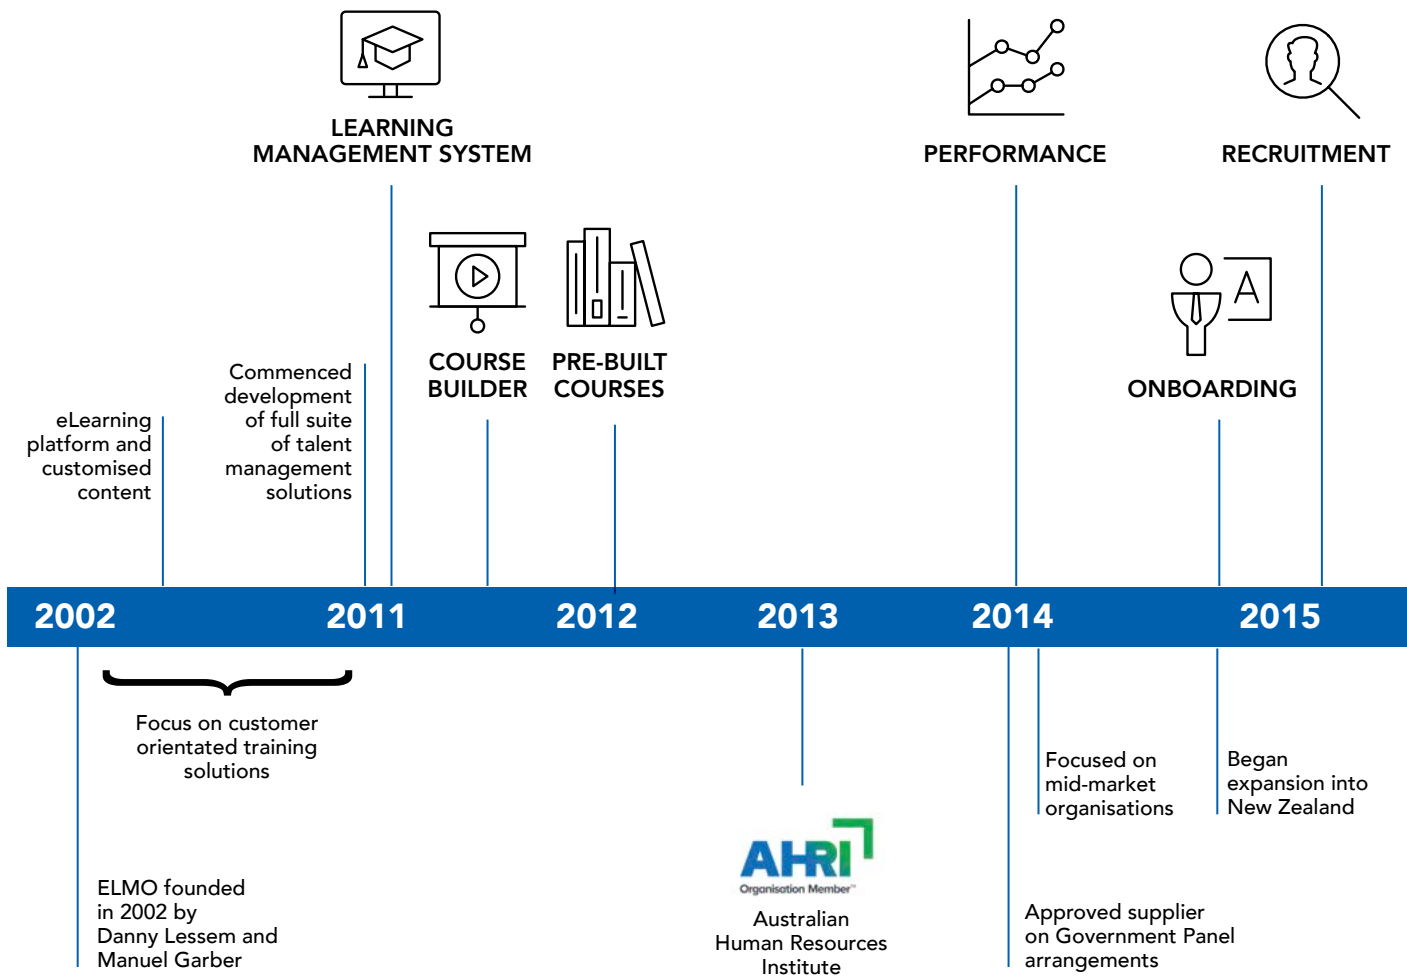 LEARNING
MANAGEMENT SYSTEM
PERFORMANCE
RECRUITMENT
COURSE
BUILDER
PRE-BUILT
COURSES
A
ONBOARDING
eLearning
platform and
customised
content
Commenced
development
of full suite
of talent
management
solutions
2002
2011
2012
2013
2014
2015
Focus on customer
orientated training
solutions
ELMO founded
in 2002 by
Danny Lessem and
Manuel Garber
AHRI
Organisation Member™
Australian
Human Resources
Institute
Focused on
mid-market
organisations
Approved supplier
on Government Panel
arrangements
Began
expansion into
New Zealand